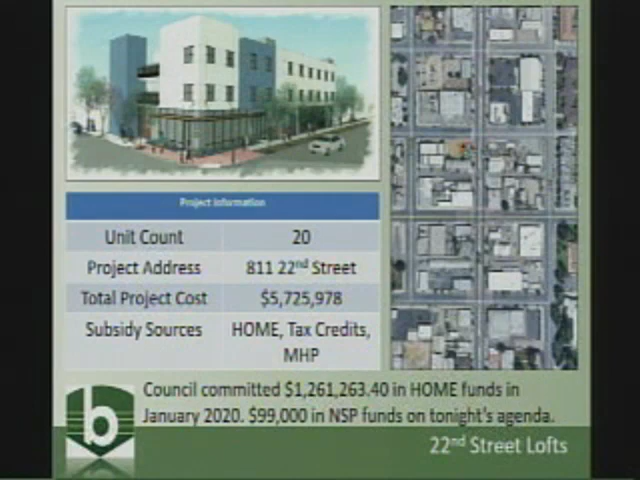 Project Information
Unit Count 20
Project Address 811 22nd Street
Total Project Cost $5,725,978
Subsidy Sources HOME, Tax Credits,
MHP
Council committed $1,261,263.40 in HOME funds in
January 2020. $99,000 in NSP funds on tonight's agenda.
b
22nd Street Lofts